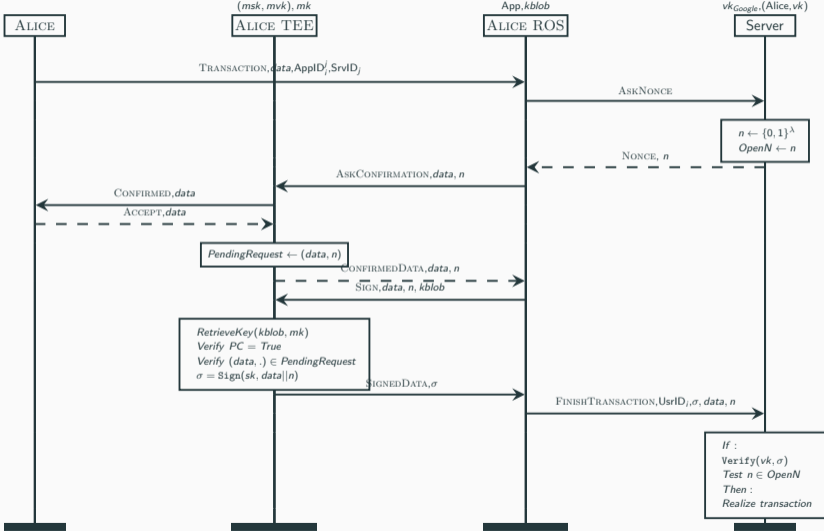 (msk, mvk), mk
App,kblob
vk_Google,(Alice,vk)
ALICE
ALICE TEE
ALICE ROS
Server
TRANSACTION,data,AppID_i^j,SrvID_j
ASKNONCE
n ← {0, 1}^λ
OpenN ← n
NONCE, n
ASKCONFIRMATION,data, n
CONFIRMED,data
ACCEPT,data
PendingRequest ← (data, n)
CONFIRMEDDATA,data, n
SIGN,data, n, kblob
RetrieveKey(kblob, mk)
Verify PC = True
Verify (data, .) ∈ PendingRequest
σ = Sign(sk, data||n)
SIGNEDDATA,σ
FINISHTRANSACTION,UsrID_i,σ, data, n
If :
Verify(vk, σ)
Test n ∈ OpenN
Then :
Realize transaction